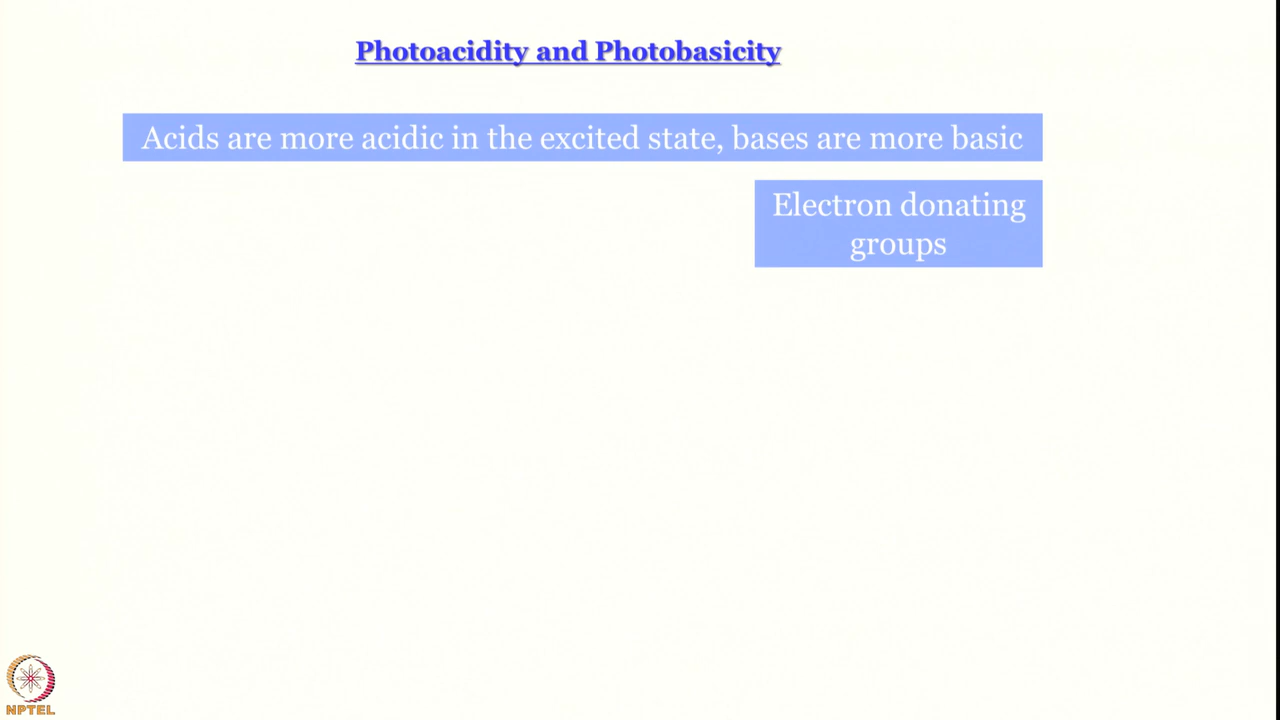 Photoacidity and Photobasicity
Acids are more acidic in the excited state, bases are more basic
Electron donating
groups
NPTEL